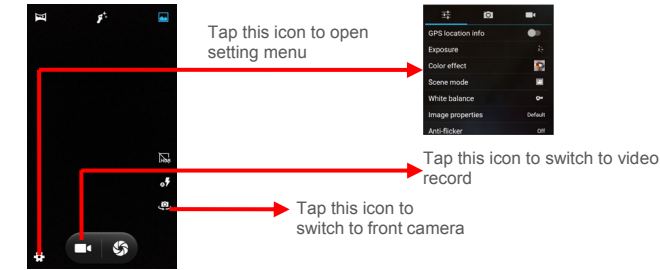 Tap this icon to open
setting menu
GPS location info
Exposure
Color effect
Scene mode
White balance
Image properties Default
Anti-flicker Off
Tap this icon to switch to video
record
Tap this icon to
switch to front camera